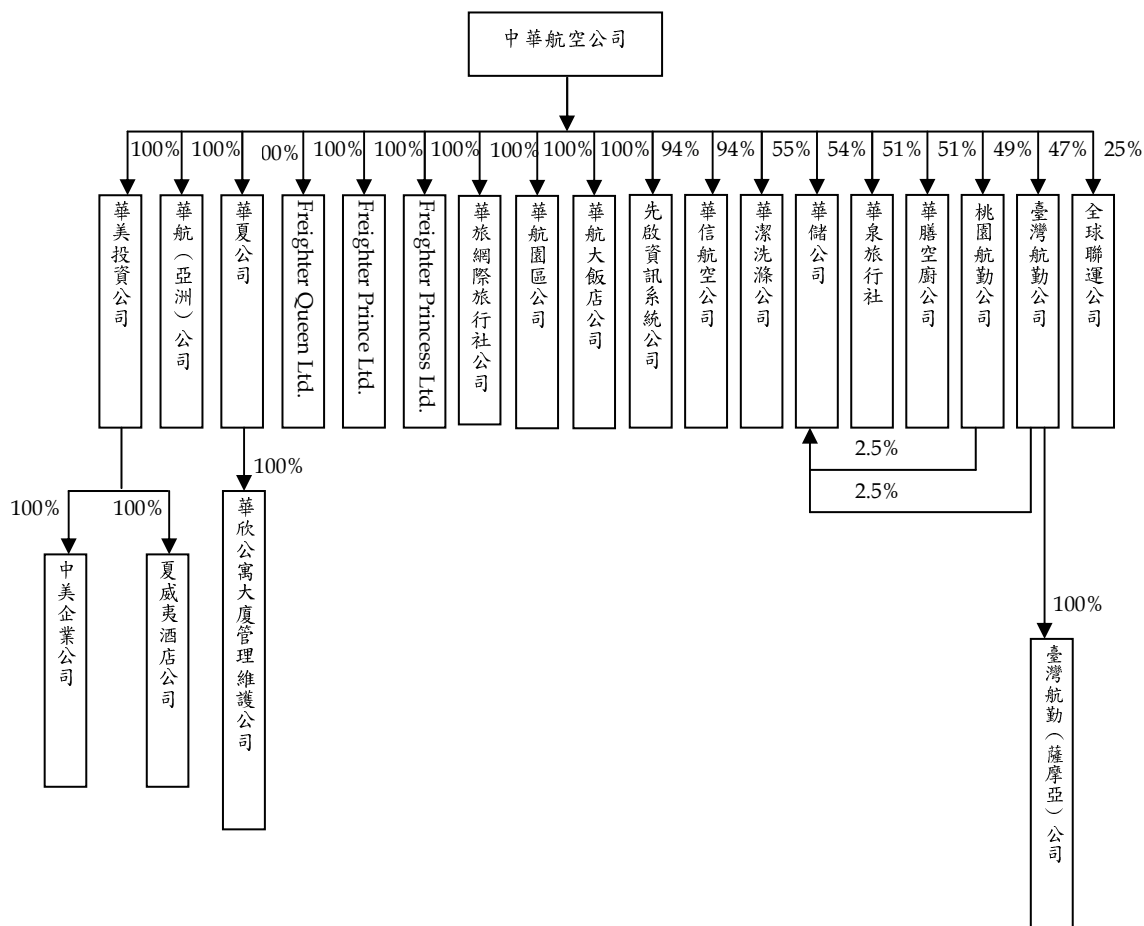 中華航空公司
100%
100%
00%
100%
100%
100%
100%
100%
100%
94%
94%
55%
54%
51%
51%
49%
47%
25%
華美投資公司
華航（亞洲）公司
華夏公司
Freighter Queen Ltd.
Freighter Prince Ltd.
Freighter Princess Ltd.
華旅網際旅行社公司
華航園區公司
華航大飯店公司
先啟資訊系統公司
華信航空公司
華潔洗滌公司
華儲公司
華泉旅行社
華膳空廚公司
桃園航勤公司
臺灣航勤公司
全球聯運公司
2.5%
2.5%
100%
100%
100%
中美企業公司
夏威夷酒店公司
華欣公寓大廈管理維護公司
100%
臺灣航勤（薩摩亞）公司